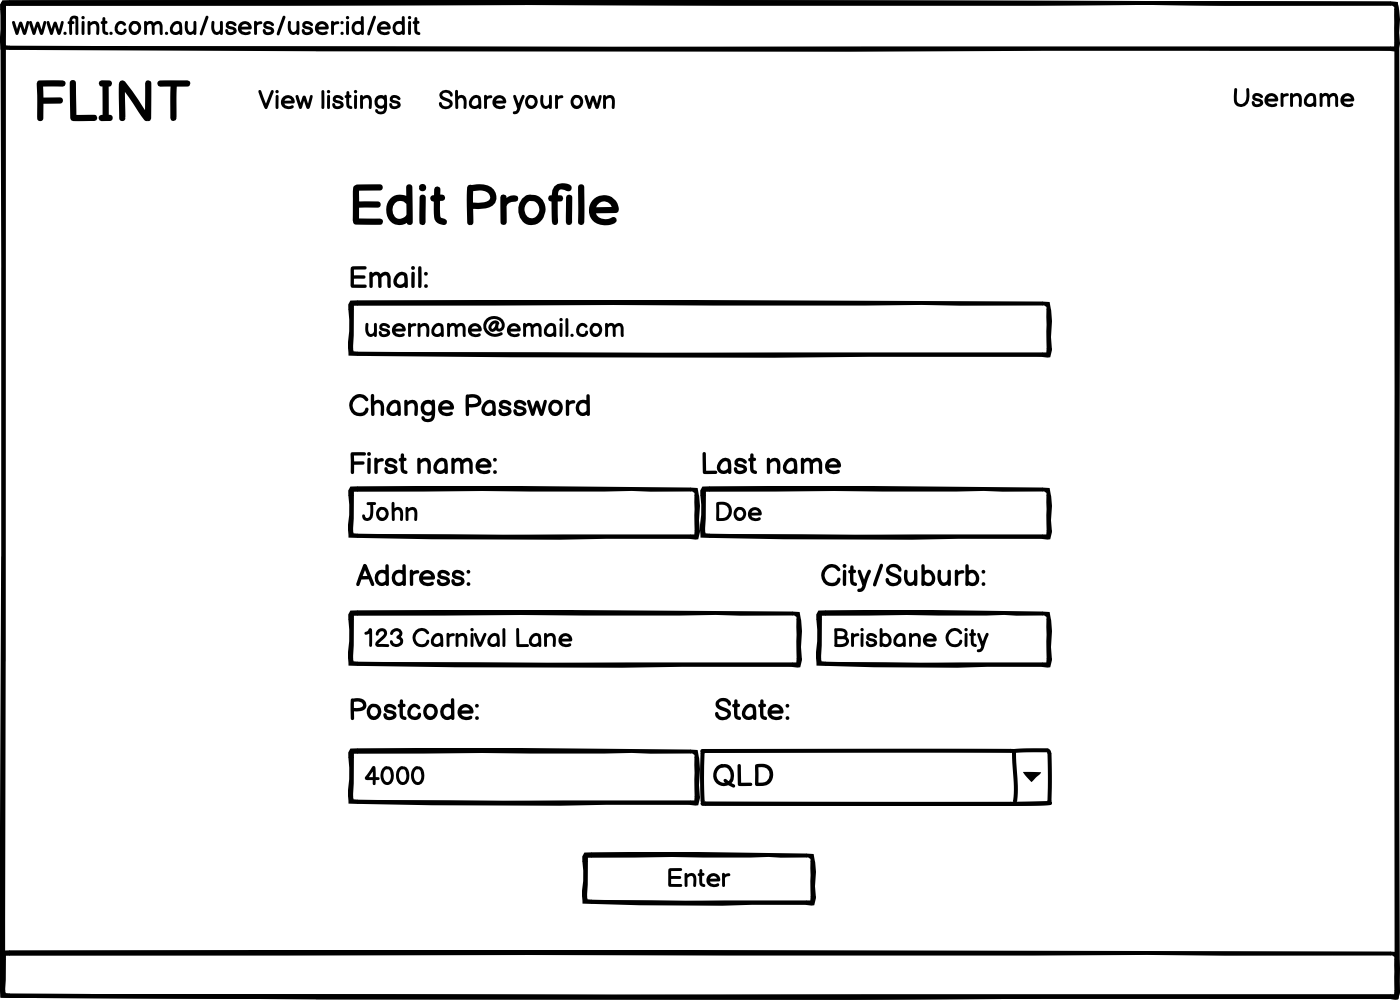 www.flint.com.au/users/user:id/edit
FLINT View listings Share your own Username
Edit Profile
Email:
username@email.com
Change Password
First name: Last name
John Doe
Address: City/Suburb:
123 Carnival Lane Brisbane City
Postcode: State:
4000 QLD
Enter